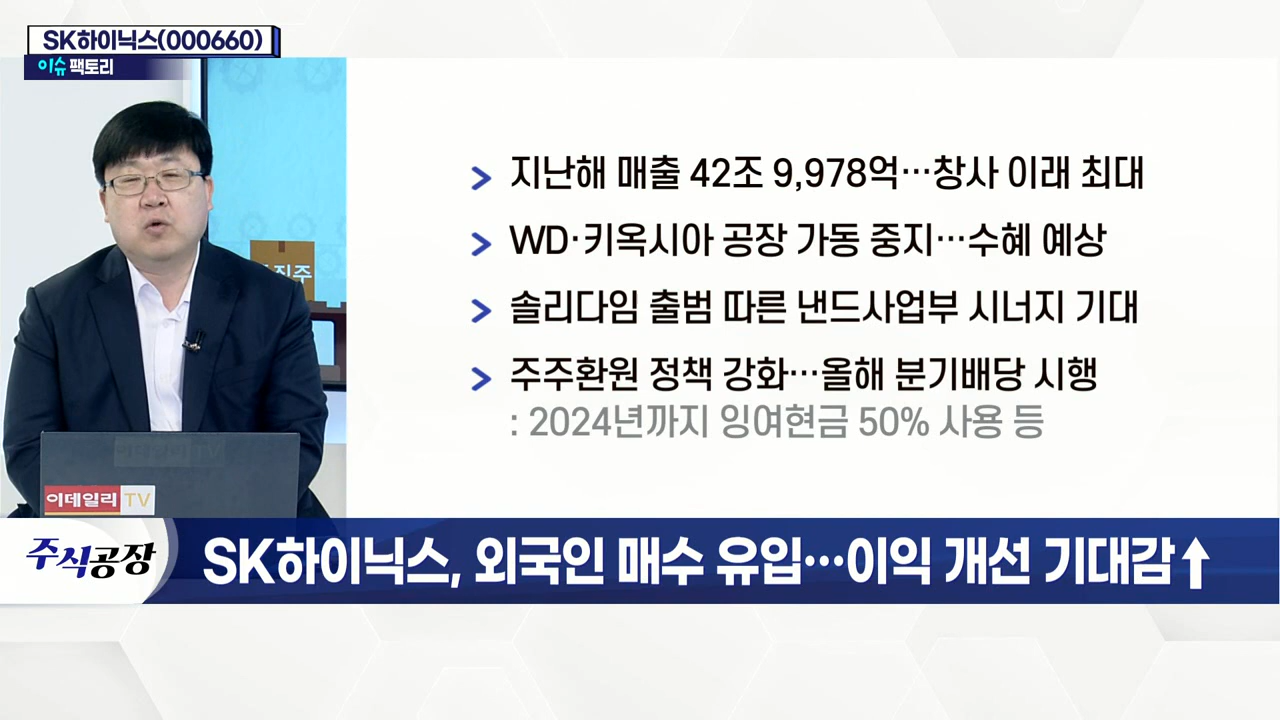 SK하이닉스(000660)
이슈 팩토리
지난해 매출 42조 9,978억…창사 이래 최대
WD·키옥시아 공장 가동 중지…수혜 예상
솔리다임 출범 따른 낸드사업부 시너지 기대
주주환원 정책 강화…올해 분기배당 시행
: 2024년까지 잉여현금 50% 사용 등
이데일리 TV
주식공장
SK하이닉스, 외국인 매수 유입…이익 개선 기대감↑